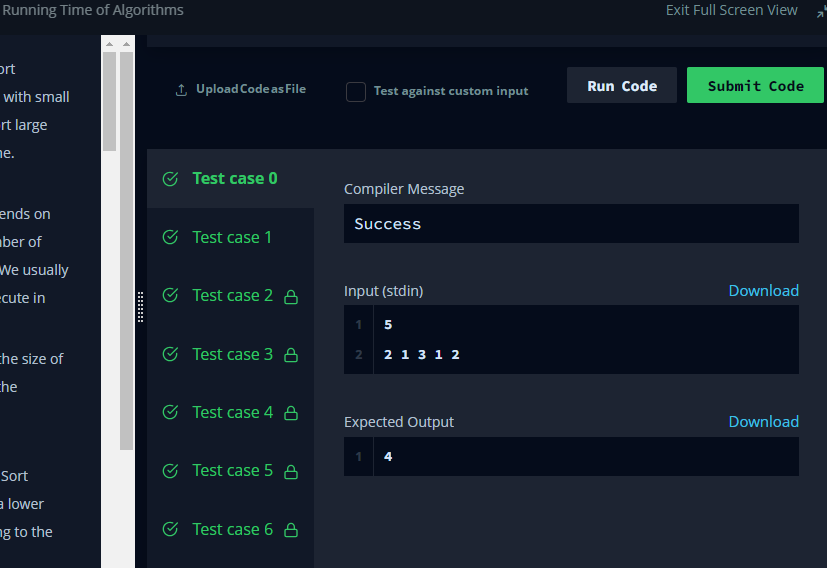 Running Time of Algorithms
Exit Full Screen View
ort
with small
rt large
ne.
ends on
nber of
We usually
ecute in
the size of
the
Sort
a lower
ng to the
Upload Code as File
Test against custom input
Run Code
Submit Code
Test case 0
Test case 1
Test case 2
Test case 3
Test case 4
Test case 5
Test case 6
Compiler Message
Success
Input (stdin)
Download
1 5
2 2 1 3 1 2
Expected Output
Download
1 4